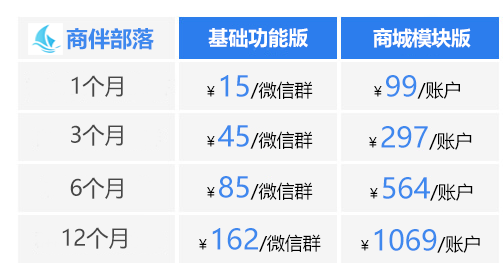 商伴部落 基础功能版 商城模块版
1个月 ¥15/微信群 ¥99/账户
3个月 ¥45/微信群 ¥297/账户
6个月 ¥85/微信群 ¥564/账户
12个月 ¥162/微信群 ¥1069/账户